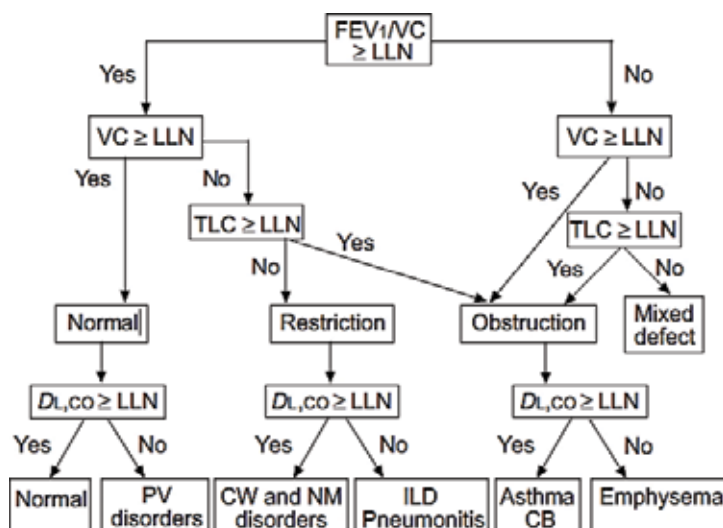 FEV1/VC
≥ LLN
Yes
No
VC ≥ LLN
VC ≥ LLN
Yes
No
Yes
No
TLC ≥ LLN
TLC ≥ LLN
No
Yes
Yes
No
Normal
Restriction
Obstruction
Mixed
defect
DL,CO ≥ LLN
DL,CO ≥ LLN
DL,CO ≥ LLN
Yes
No
Yes
No
Yes
No
Normal
PV
disorders
CW and NM
disorders
ILD
Pneumonitis
Asthma
CB
Emphysema